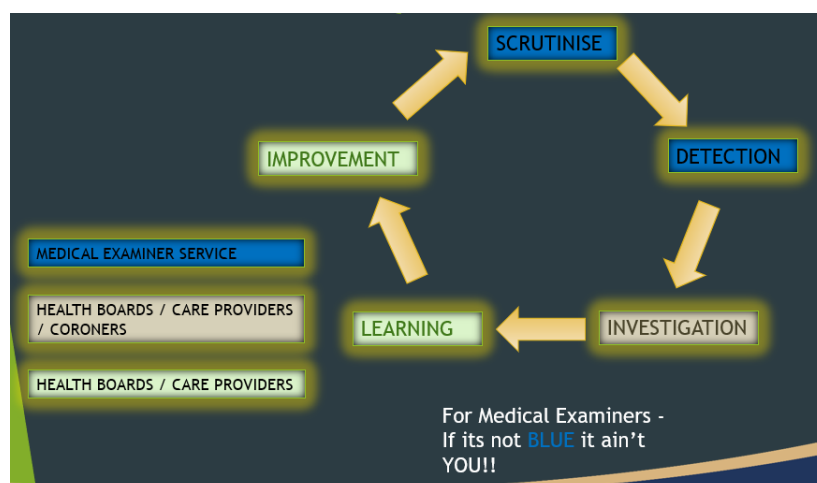 SCRUTINISE
DETECTION
IMPROVEMENT
MEDICAL EXAMINER SERVICE
HEALTH BOARDS / CARE PROVIDERS
/ CORONERS
LEARNING
INVESTIGATION
HEALTH BOARDS / CARE PROVIDERS
For Medical Examiners -
If its not BLUE it ain’t
YOU!!